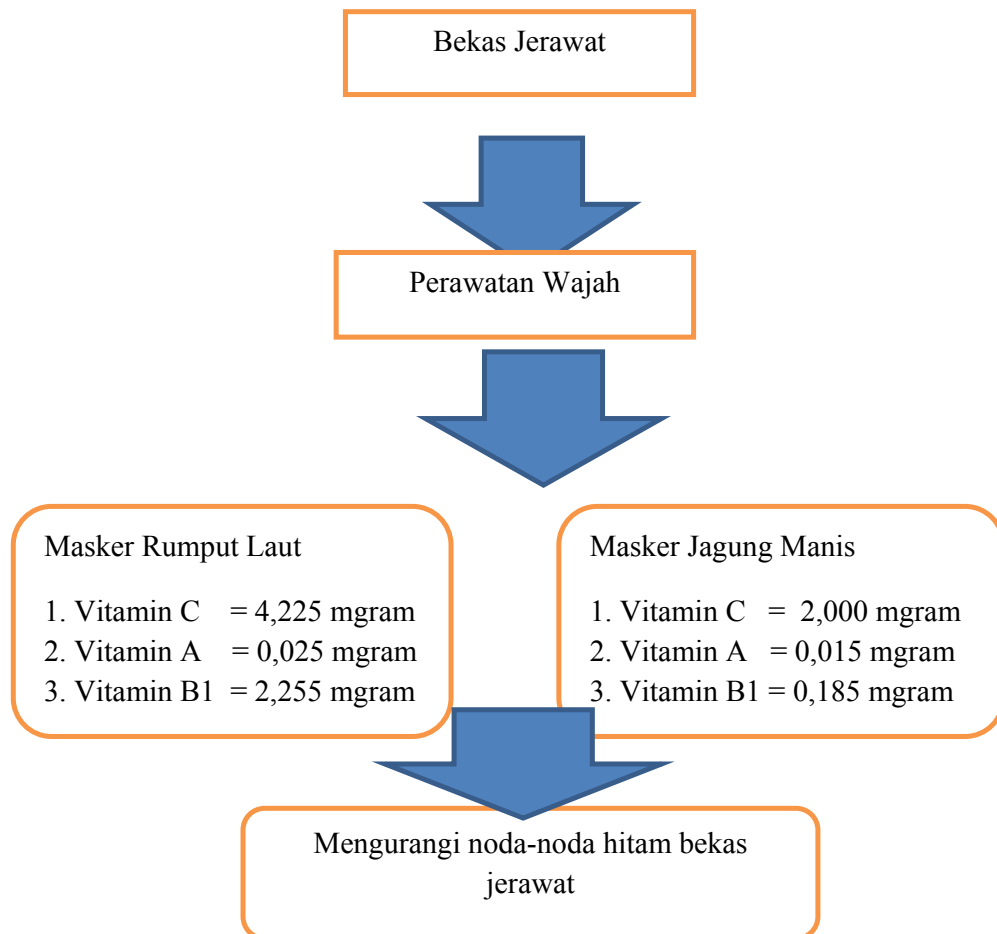 Bekas Jerawat
Perawatan Wajah
Masker Rumput Laut
1. Vitamin C = 4,225 mgram
2. Vitamin A = 0,025 mgram
3. Vitamin B1 = 2,255 mgram
Masker Jagung Manis
1. Vitamin C = 2,000 mgram
2. Vitamin A = 0,015 mgram
3. Vitamin B1 = 0,185 mgram
Mengurangi noda-noda hitam bekas
jerawat